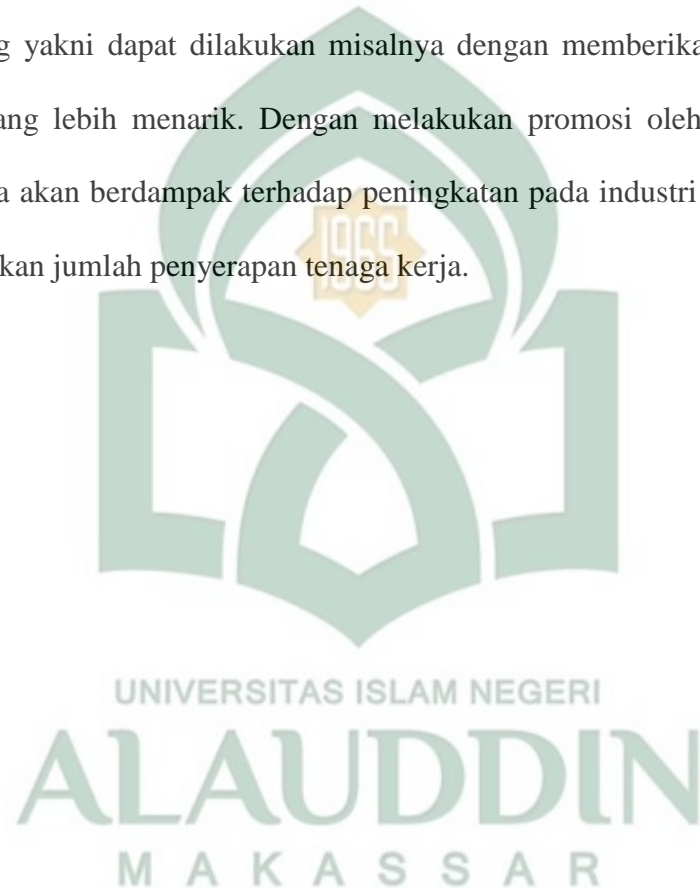 g yakni dapat dilakukan misalnya dengan memberika
ang lebih menarik. Dengan melakukan promosi oleh
a akan berdampak terhadap peningkatan pada industri
kan jumlah penyerapan tenaga kerja.
1965
UNIVERSITAS ISLAM NEGERI
ALAUDDIN
MAKASSAR